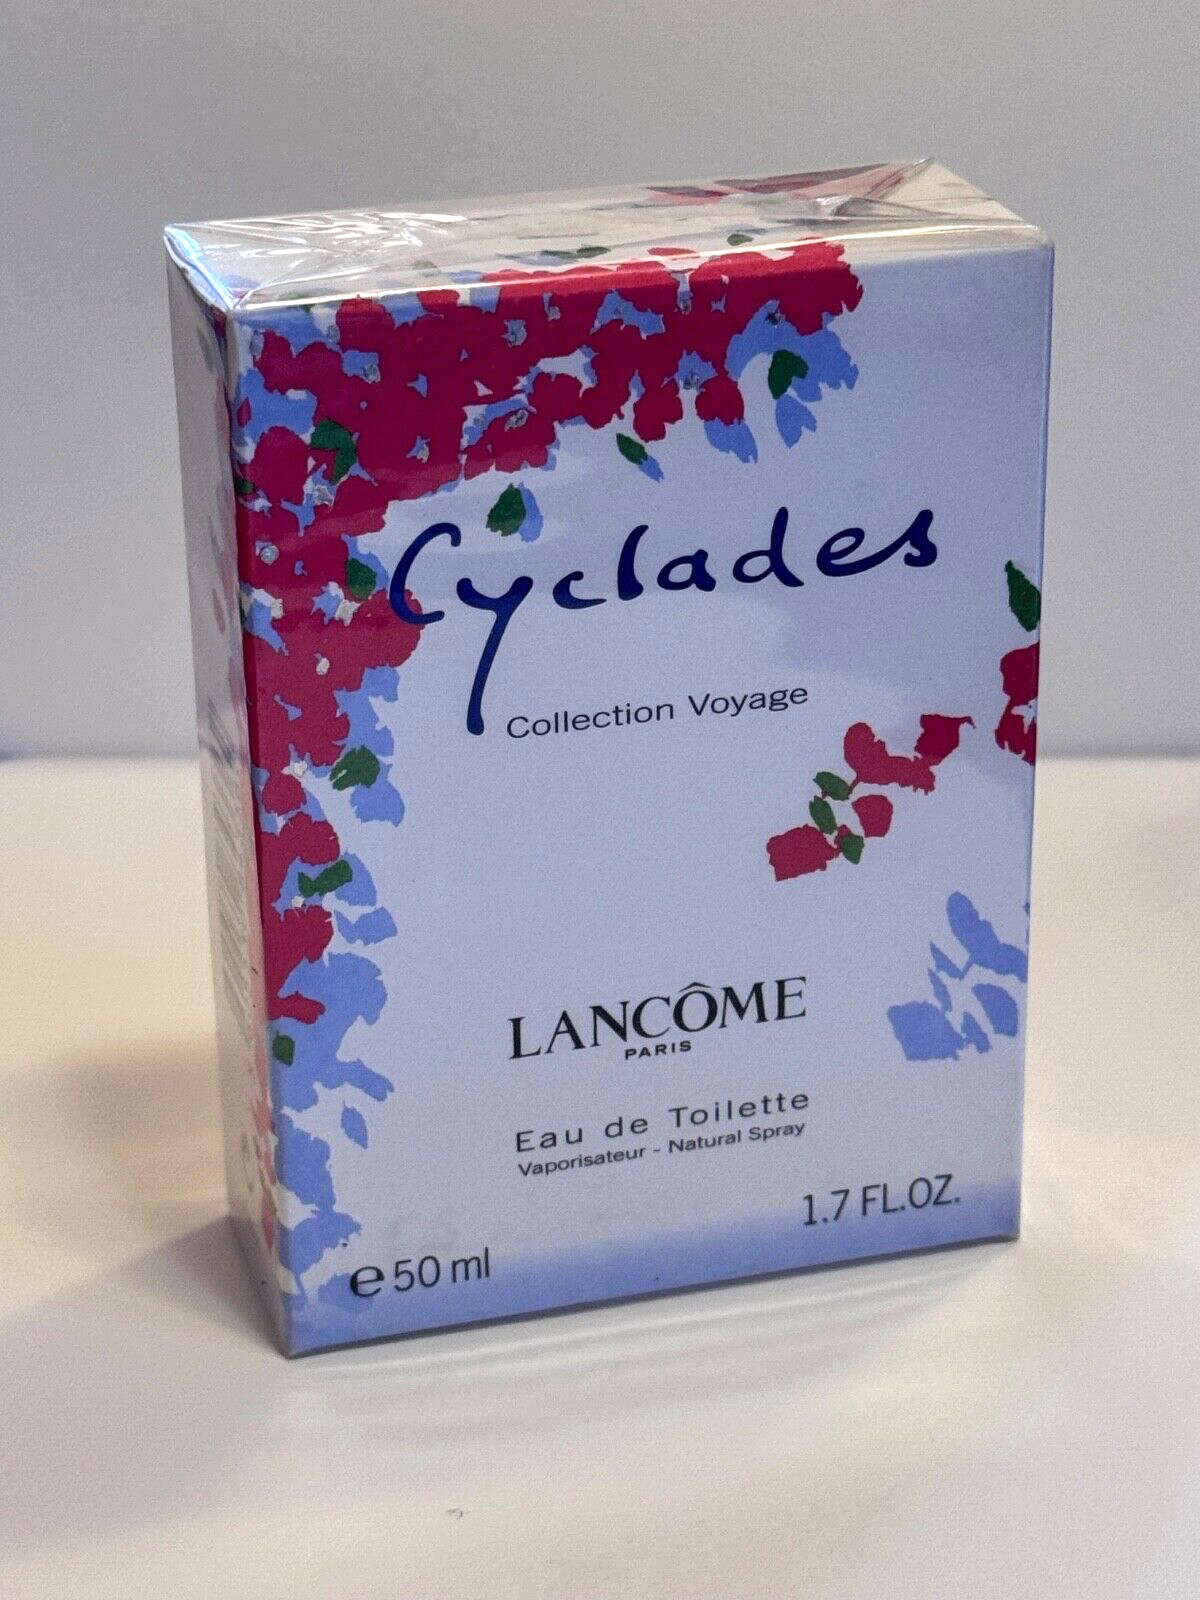 Cyclades
Collection Voyage
LANCÔME
PARIS
Eau de Toilette
Vaporisateur - Natural Spray
1.7 FL.OZ.
℮ 50 ml